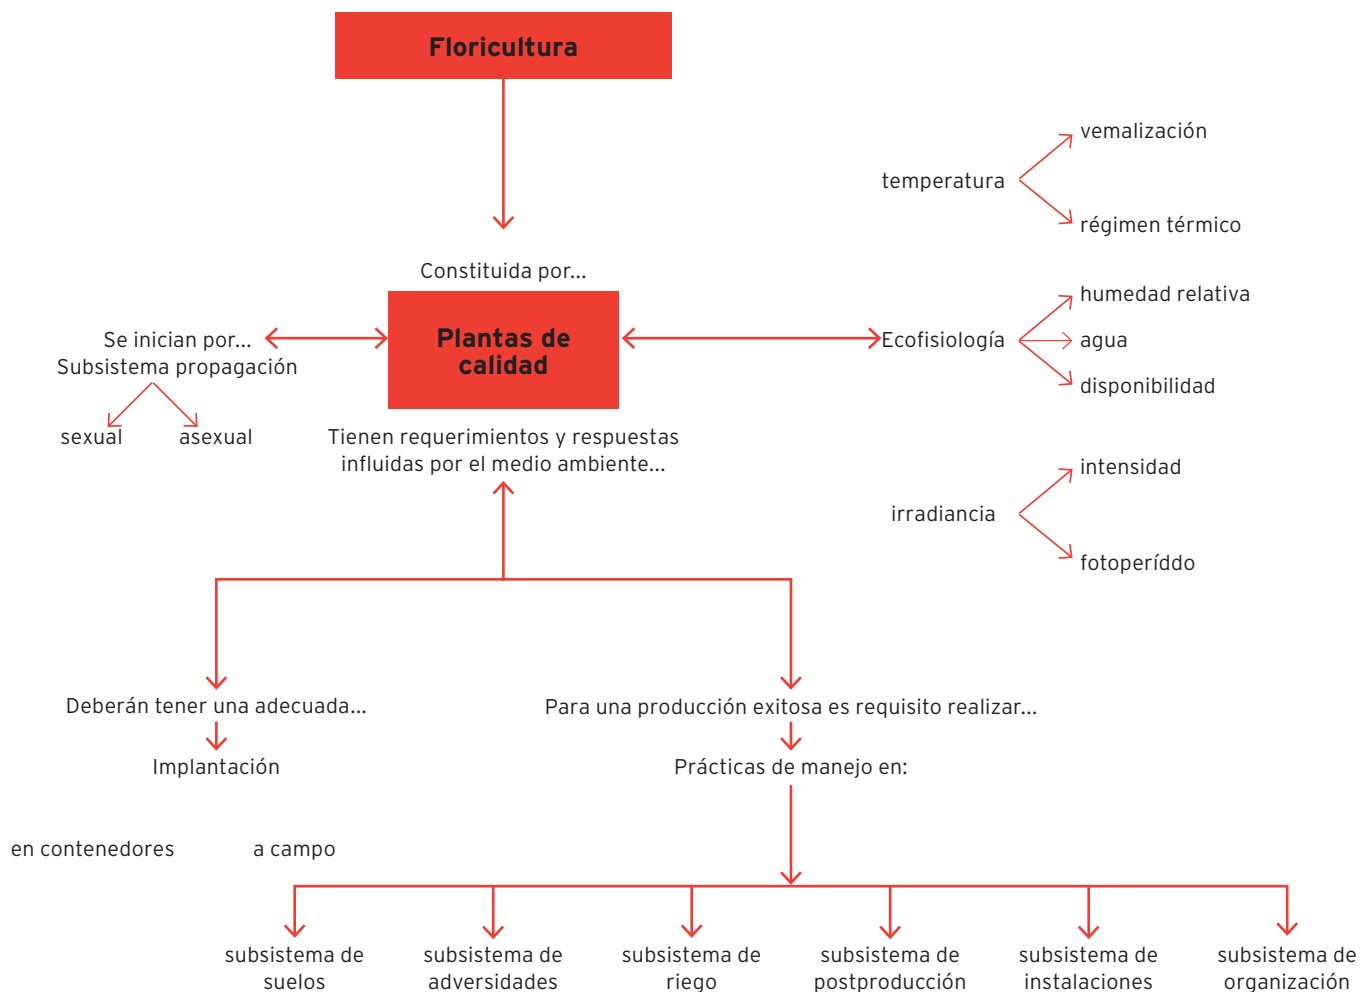 Floricultura
vemalización
temperatura
régimen térmico
Constituida por...
Plantas de
calidad
Se inician por...
Subsistema propagación
sexual
asexual
humedad relativa
Ecofisiología
agua
disponibilidad
Tienen requerimientos y respuestas
influidas por el medio ambiente...
intensidad
irradiancia
fotoperíddo
Deberán tener una adecuada...
Para una producción exitosa es requisito realizar...
Implantación
Prácticas de manejo en:
en contenedores
a campo
subsistema de
suelos
subsistema de
adversidades
subsistema de
riego
subsistema de
postproducción
subsistema de
instalaciones
subsistema de
organización